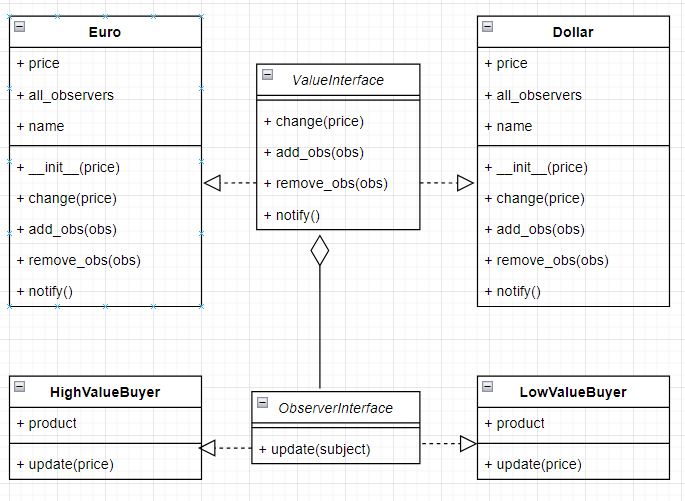 Euro
+ price
+ all_observers
+ name
+ __init__(price)
+ change(price)
+ add_obs(obs)
+ remove_obs(obs)
+ notify()
ValueInterface
+ change(price)
+ add_obs(obs)
+ remove_obs(obs)
+ notify()
Dollar
+ price
+ all_observers
+ name
+ __init__(price)
+ change(price)
+ add_obs(obs)
+ remove_obs(obs)
+ notify()
HighValueBuyer
+ product
+ update(price)
ObserverInterface
+ update(subject)
LowValueBuyer
+ product
+ update(price)